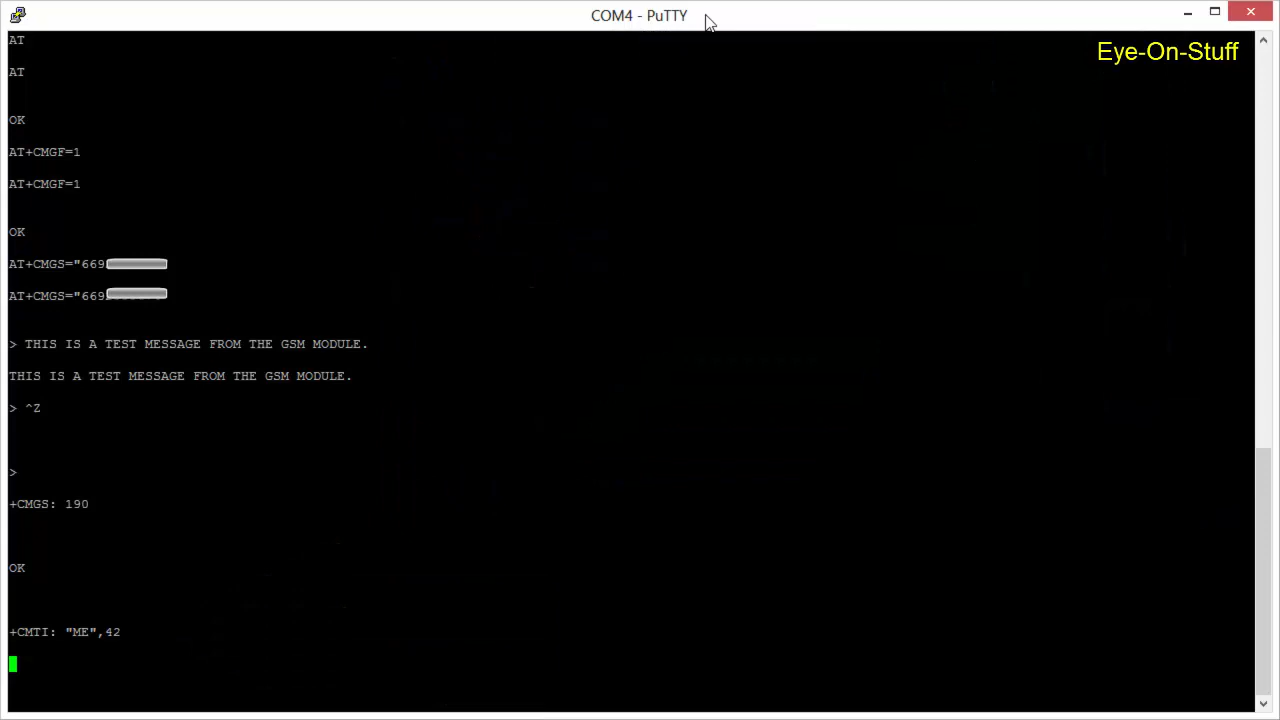 COM4 - PuTTY
Eye-On-Stuff
AT
AT
OK
AT+CMGF=1
AT+CMGF=1
OK
AT+CMGS="669
AT+CMGS="669
> THIS IS A TEST MESSAGE FROM THE GSM MODULE.
THIS IS A TEST MESSAGE FROM THE GSM MODULE.
> ^Z
>
+CMGS: 190
OK
+CMTI: "ME",42